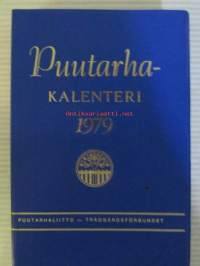 Puutarha-
KALENTERI
1979
PUUTARHALIITTO — TRÄDGÅRDSFÖRBUNDET